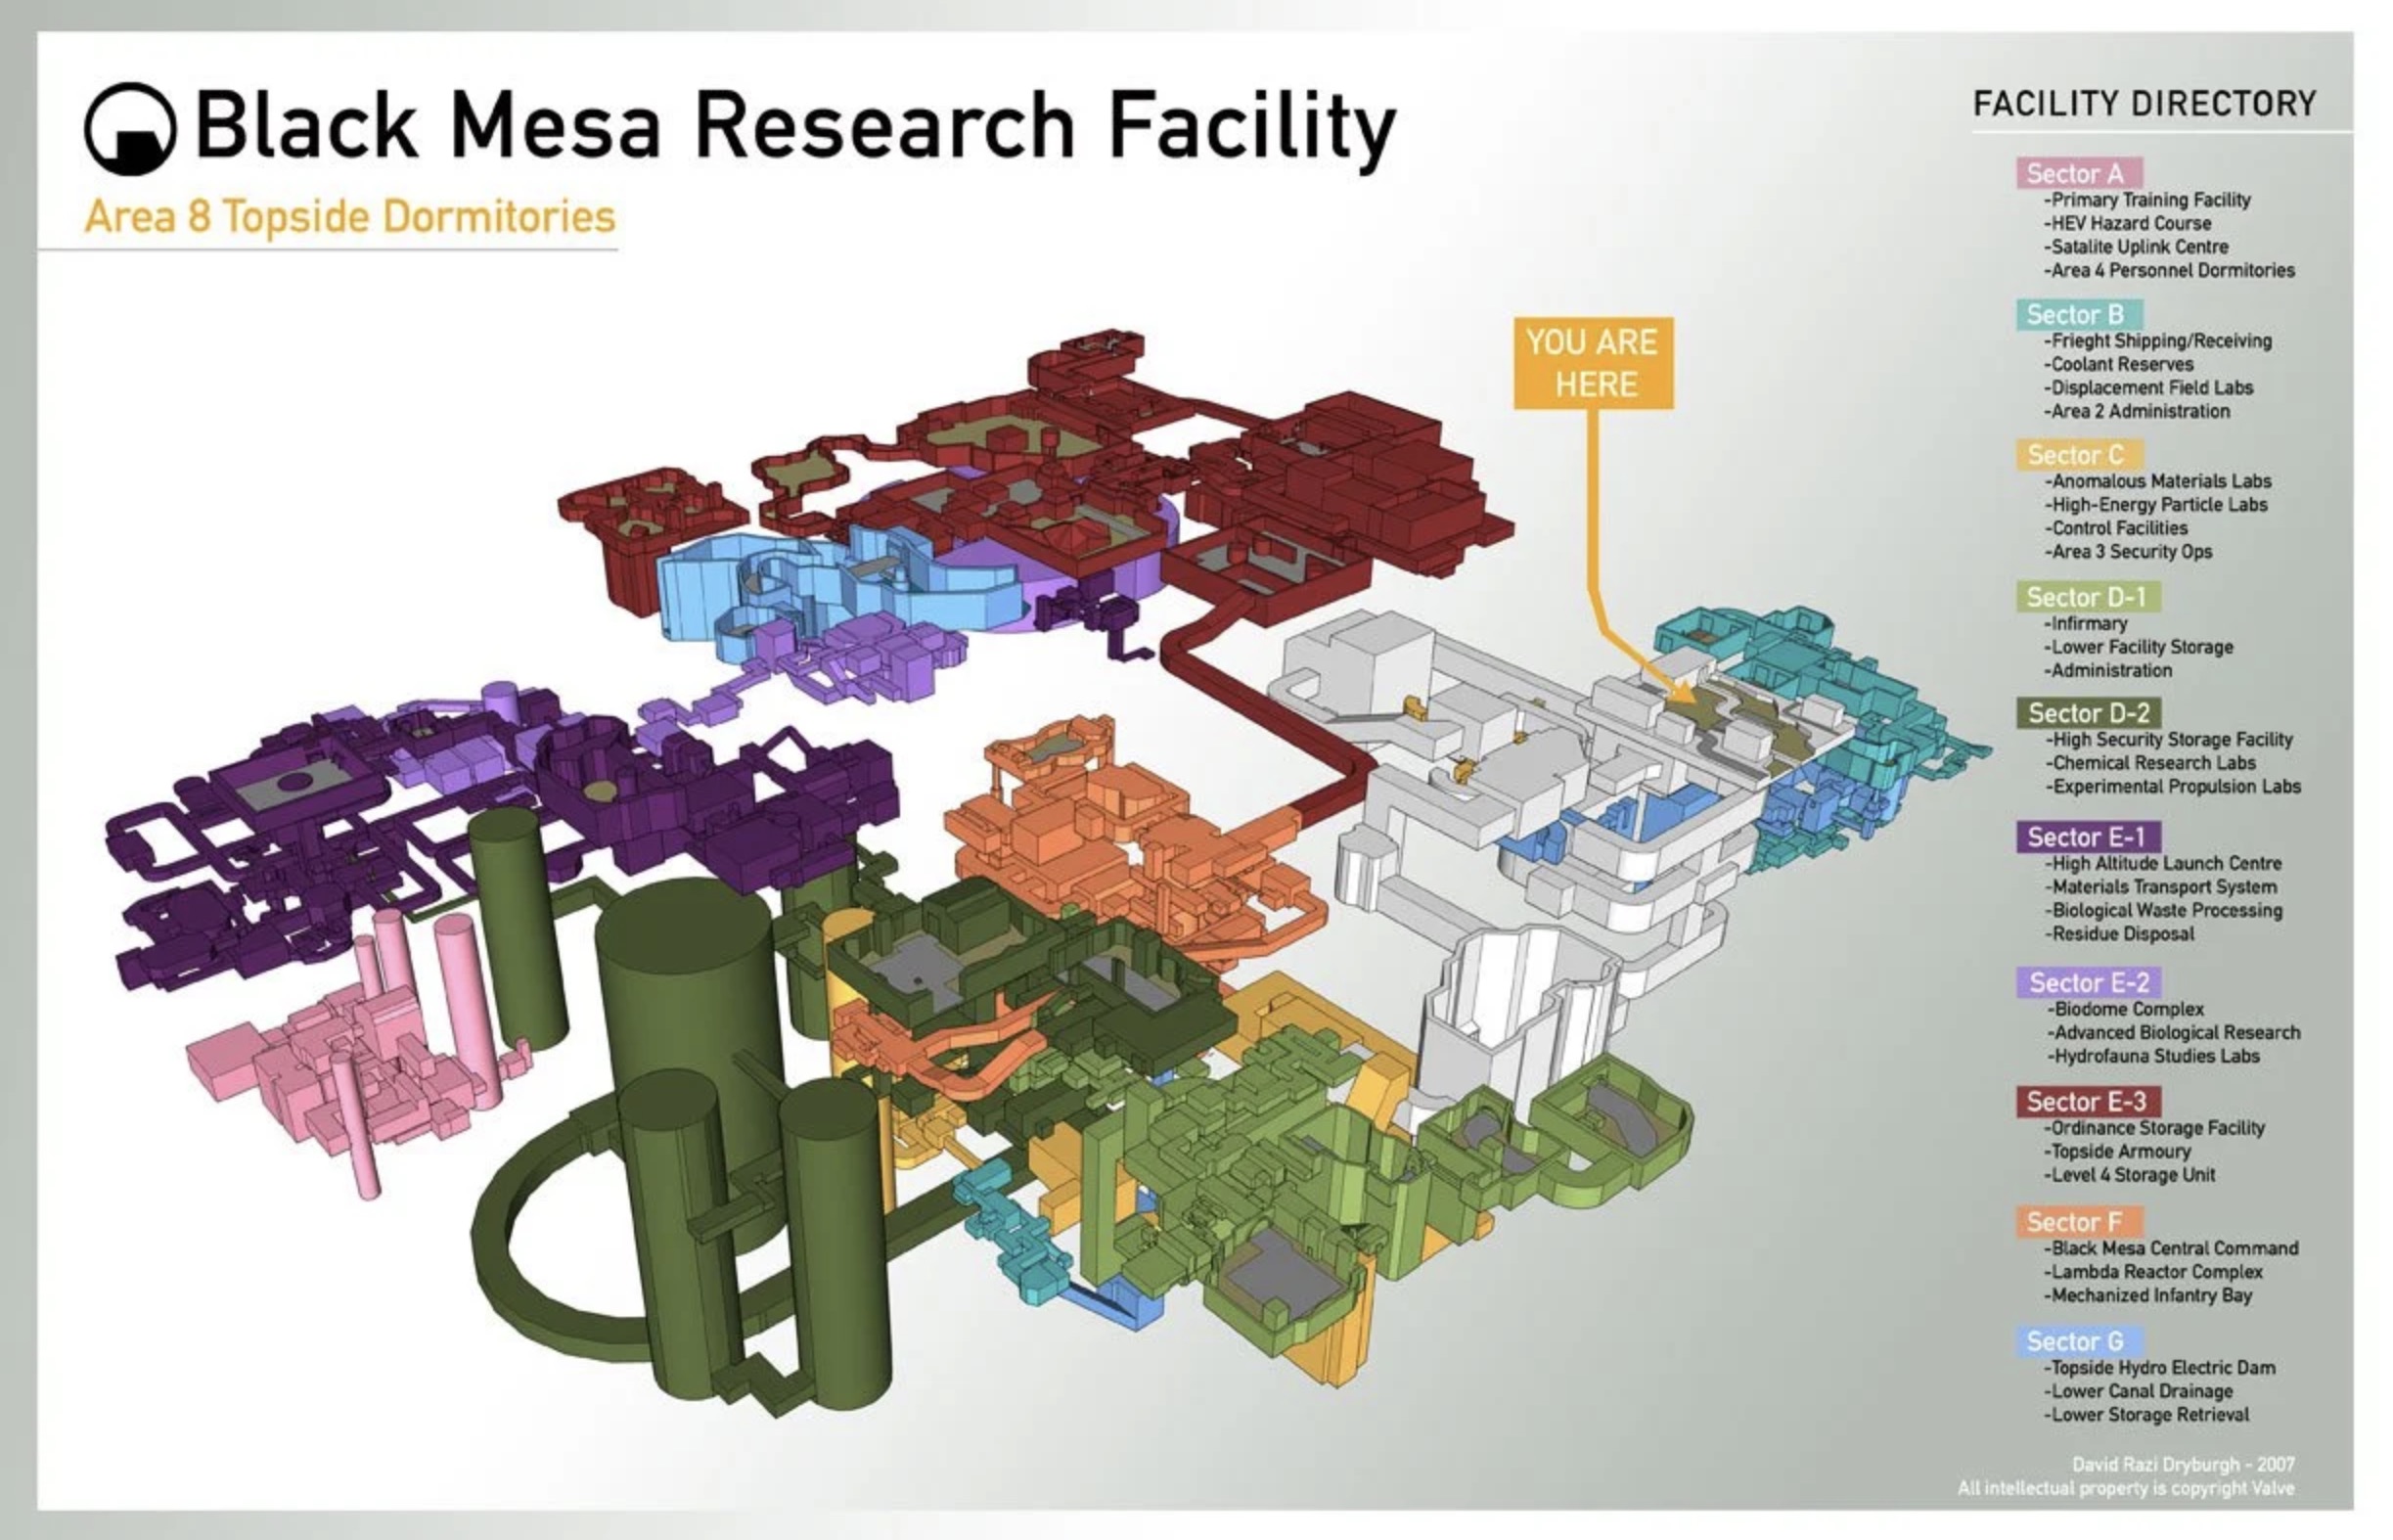 Black Mesa Research Facility
Area 8 Topside Dormitories
YOU ARE
HERE
FACILITY DIRECTORY
Sector A
-Primary Training Facility
-HEV Hazard Course
-Satalite Uplink Centre
-Area 4 Personnel Dormitories
Sector B
-Frieght Shipping/Receiving
-Coolant Reserves
-Displacement Field Labs
-Area 2 Administration
Sector C
-Anomalous Materials Labs
-High-Energy Particle Labs
-Control Facilities
-Area 3 Security Ops
Sector D-1
-Infirmary
-Lower Facility Storage
-Administration
Sector D-2
-High Security Storage Facility
-Chemical Research Labs
-Experimental Propulsion Labs
Sector E-1
-High Altitude Launch Centre
-Materials Transport System
-Biological Waste Processing
-Residue Disposal
Sector E-2
-Biodome Complex
-Advanced Biological Research
-Hydrofauna Studies Labs
Sector E-3
-Ordinance Storage Facility
-Topside Armoury
-Level 4 Storage Unit
Sector F
-Black Mesa Central Command
-Lambda Reactor Complex
-Mechanized Infantry Bay
Sector G
-Topside Hydro Electric Dam
-Lower Canal Drainage
-Lower Storage Retrieval
David Razi Dryburgh - 2007
All intellectual property is copyright Valve